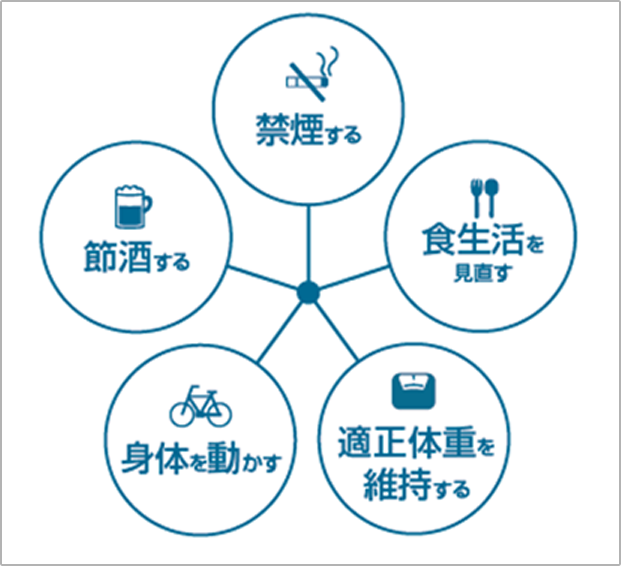 禁煙する
節酒する
食生活を
見直す
身体を動かす
適正体重を
維持する